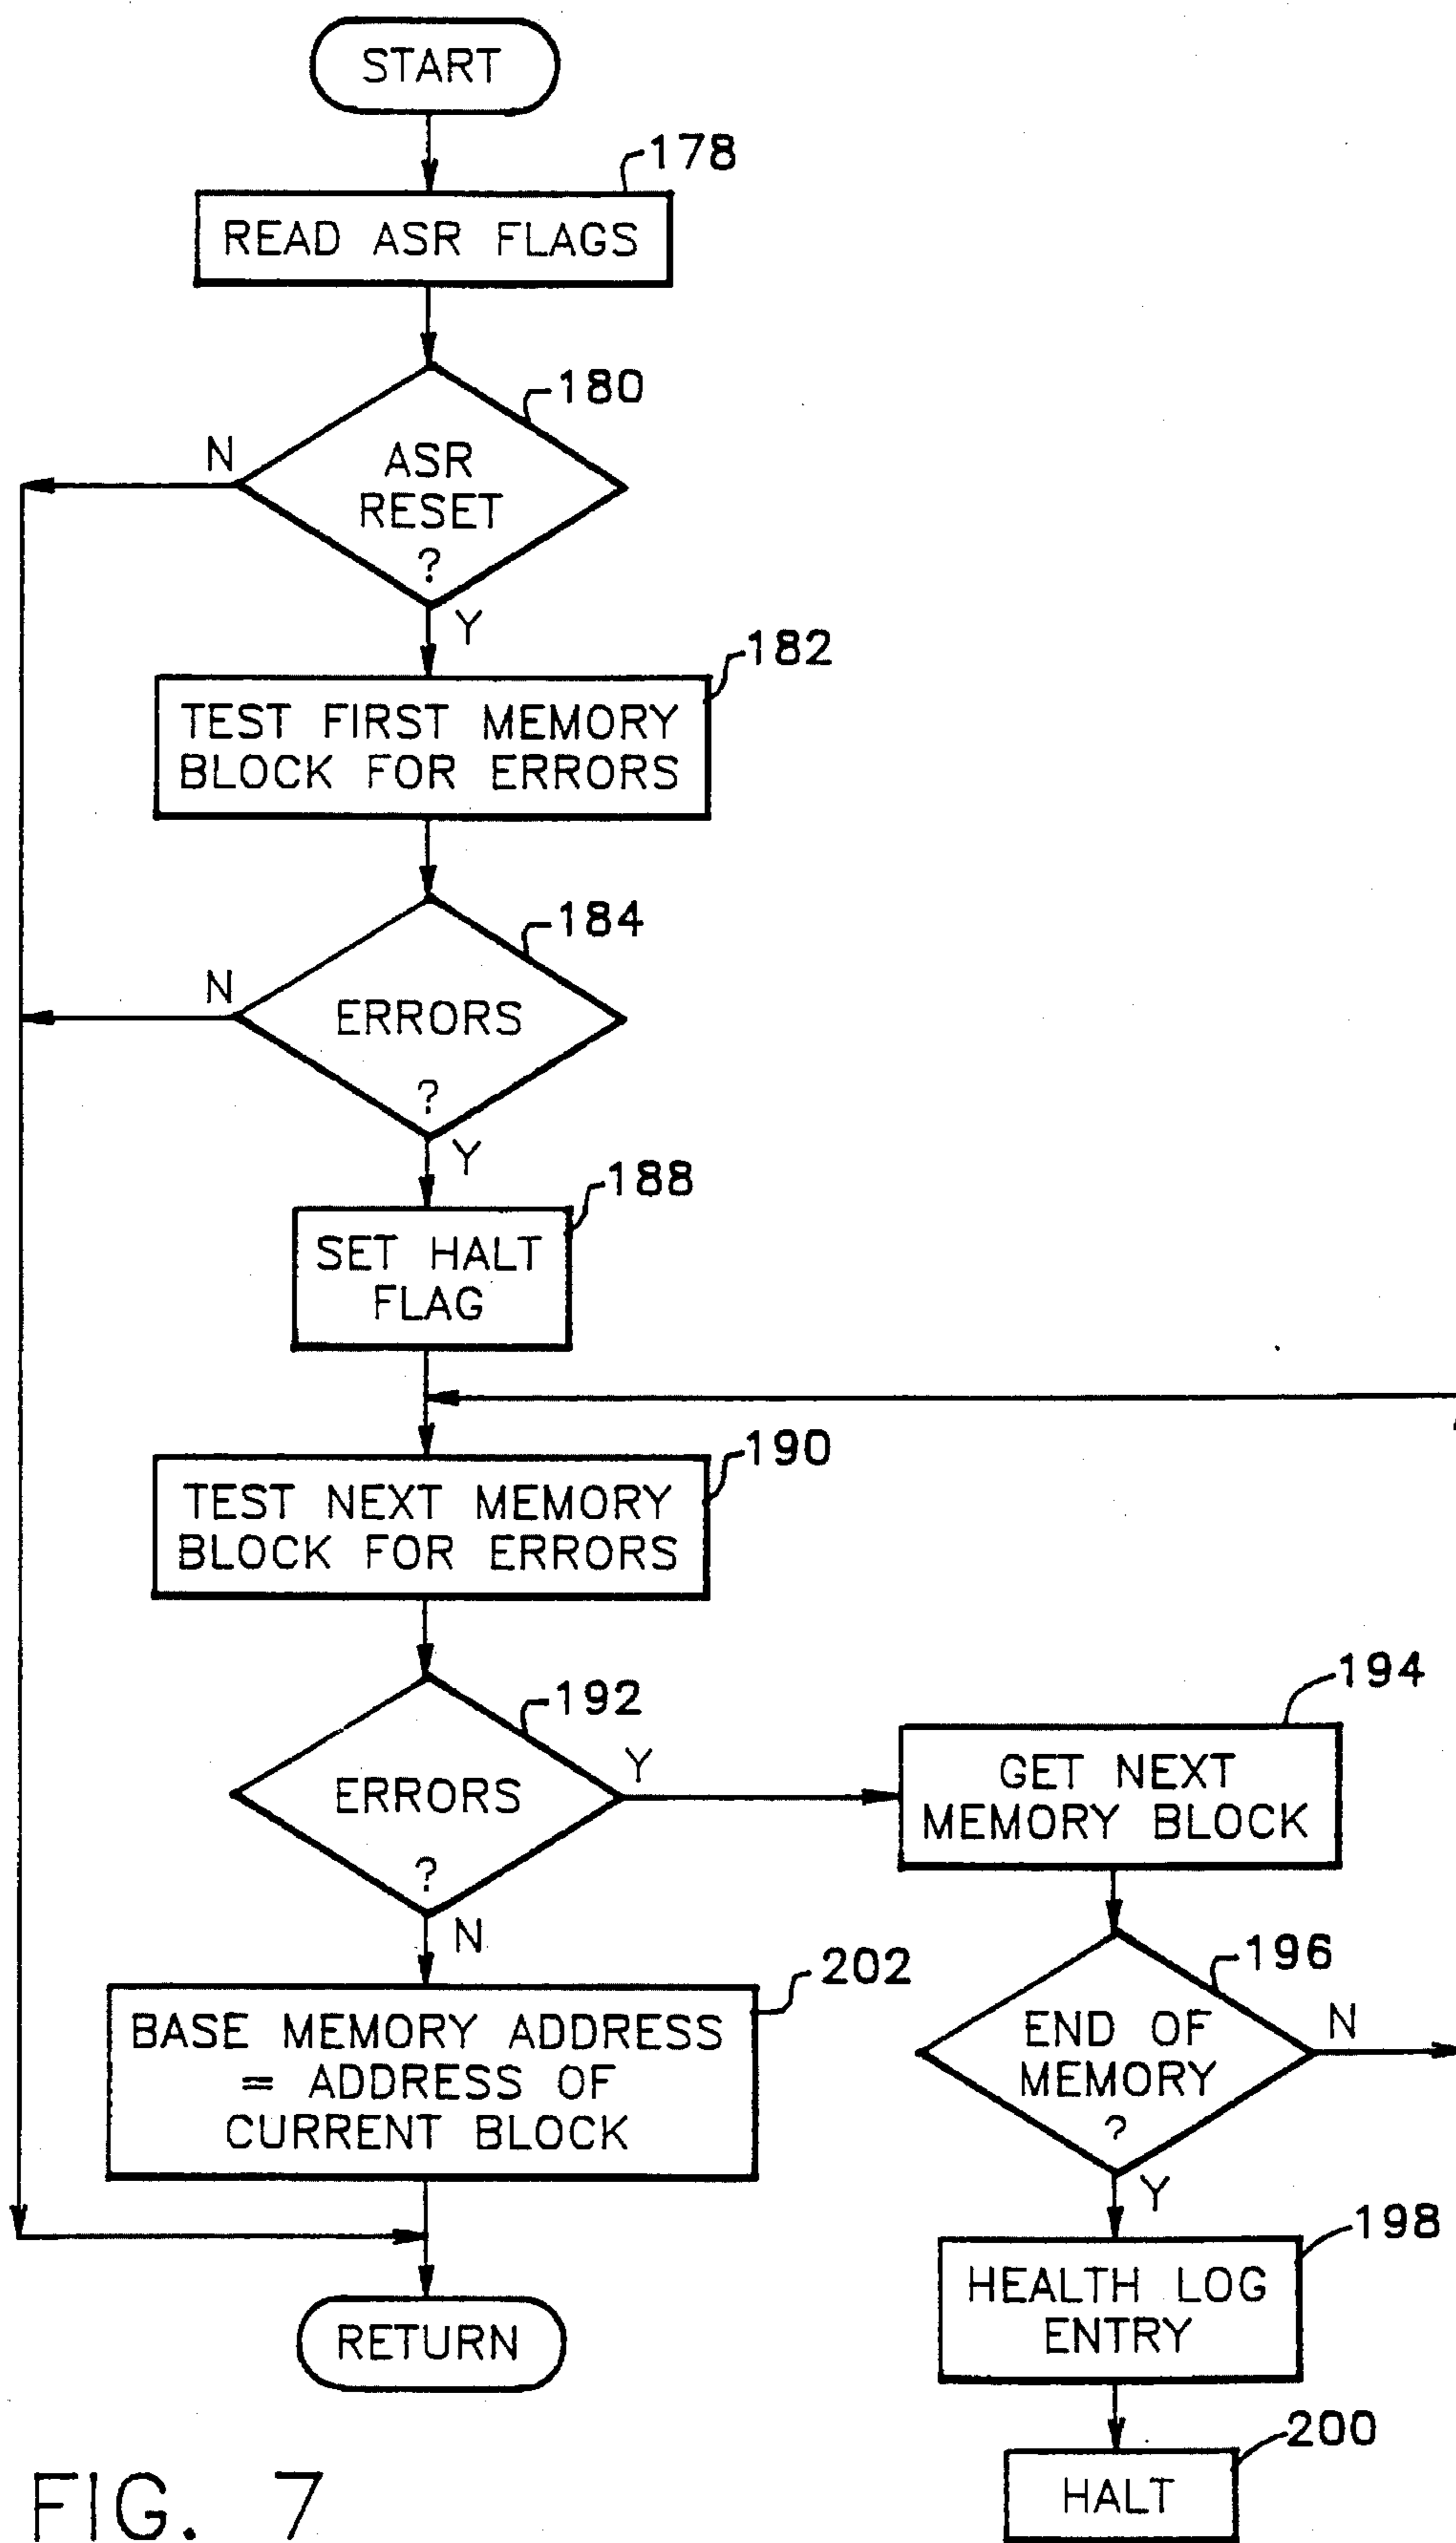 START
178
READ ASR FLAGS
180
N
ASR
RESET
?
Y
182
TEST FIRST MEMORY
BLOCK FOR ERRORS
184
N
ERRORS
?
Y
188
SET HALT
FLAG
190
TEST NEXT MEMORY
BLOCK FOR ERRORS
192
ERRORS
?
Y
N
194
GET NEXT
MEMORY BLOCK
196
END OF
MEMORY
?
N
Y
202
BASE MEMORY ADDRESS
= ADDRESS OF
CURRENT BLOCK
198
HEALTH LOG
ENTRY
RETURN
200
HALT
FIG. 7